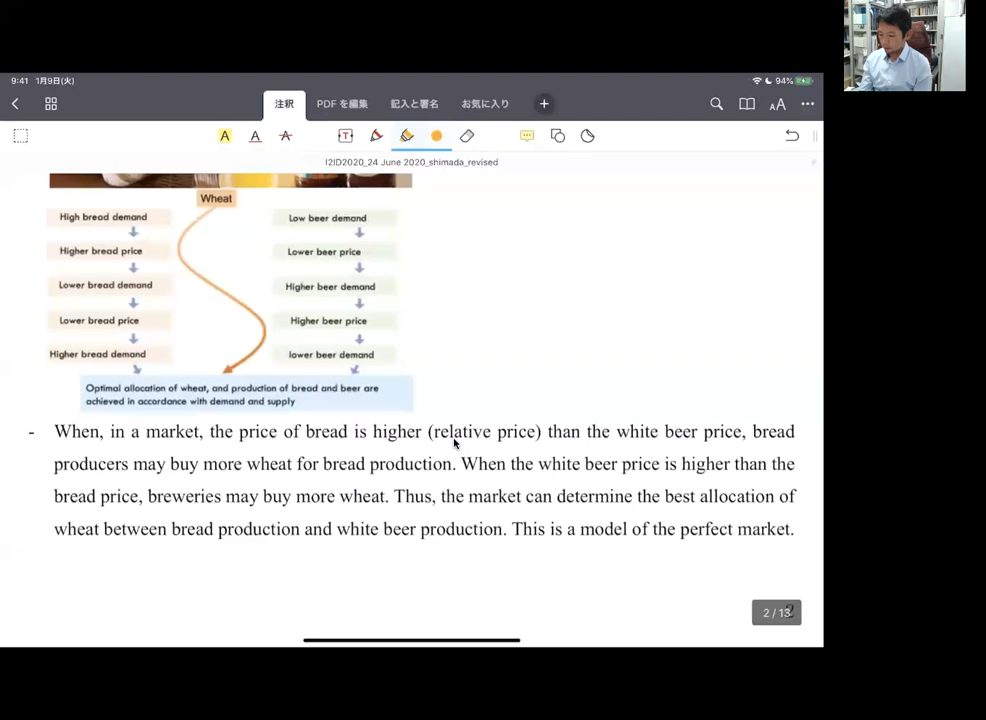 9:41 1月9日(火) 94%
注釈 PDF を編集 記入と署名 お気に入り
I2ID2020_24 June 2020_shimada_revised
Wheat
High bread demand Low beer demand
Higher bread price Lower beer price
Lower bread demand Higher beer demand
Lower bread price Higher beer price
Higher bread demand lower beer demand
Optimal allocation of wheat, and production of bread and beer are
achieved in accordance with demand and supply
- When, in a market, the price of bread is higher (relative price) than the white beer price, bread
producers may buy more wheat for bread production. When the white beer price is higher than the
bread price, breweries may buy more wheat. Thus, the market can determine the best allocation of
wheat between bread production and white beer production. This is a model of the perfect market.
2 / 13